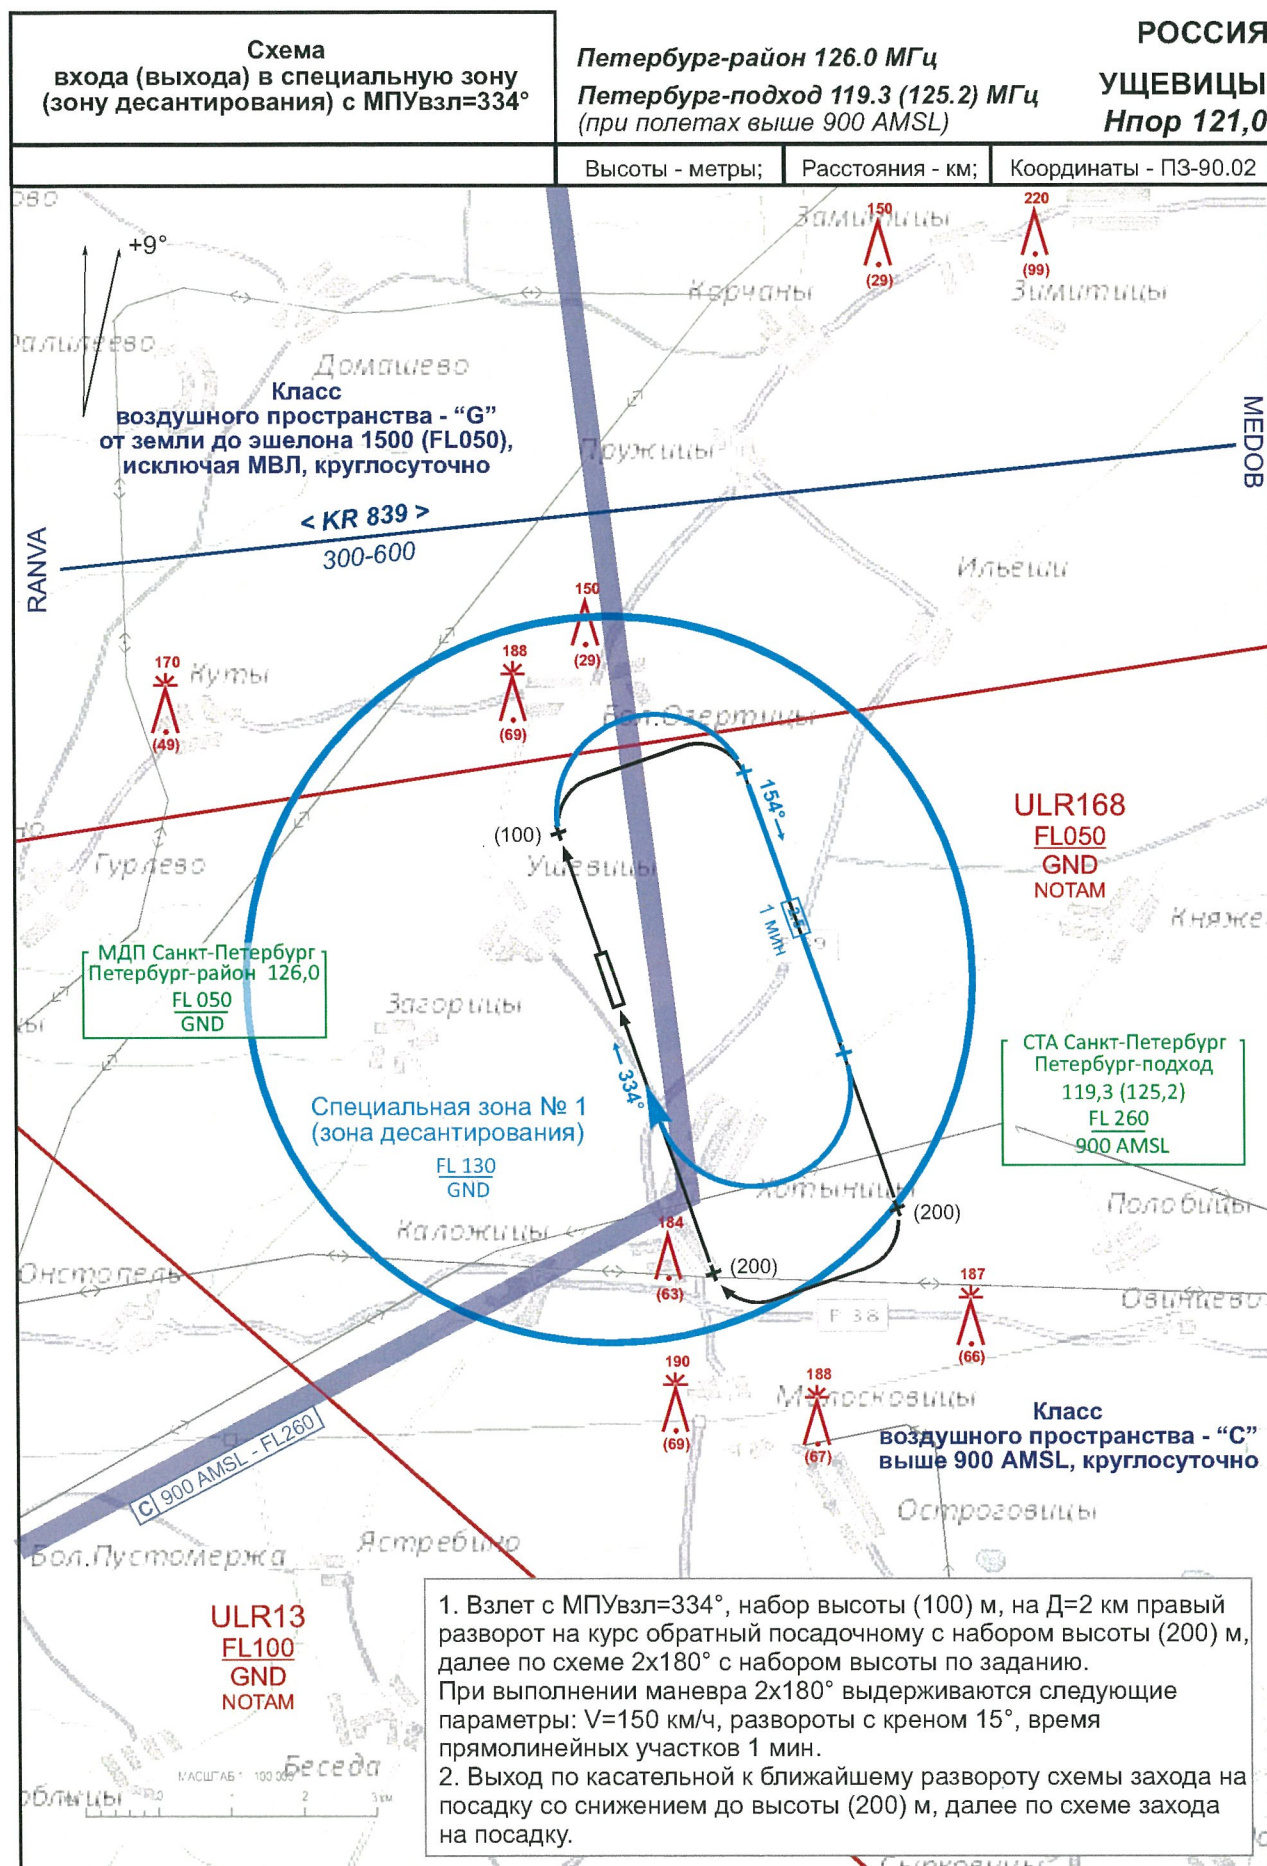 Схема
входа (выхода) в специальную зону
(зону десантирования) с МПУвзл=334°
Петербург-район 126.0 МГц
Петербург-подход 119.3 (125.2) МГц
(при полетах выше 900 AMSL)
РОССИЯ
УЩЕВИЦЫ
Нпор 121,0
Высоты - метры;
Расстояния - км;
Координаты - ПЗ-90.02
+9°
150
(29)
220
(99)
Зимитицы
Корчаны
Домашево
Класс
воздушного пространства - “G”
от земли до эшелона 1500 (FL050),
исключая МВЛ, круглосуточно
MEDOB
Пружицы
< KR 839 >
300-600
RANVA
Ильеши
150
(29)
170
(49)
Куты
188
(69)
Бол.Озертицы
154°→
(100)
ULR168
FL050
GND
NOTAM
Гурлево
Ущевицы
1 мин
Княже
МДП Санкт-Петербург
Петербург-район 126,0
FL 050
GND
Загорицы
СТА Санкт-Петербург
Петербург-подход
119,3 (125,2)
FL 260
900 AMSL
← 334°
Специальная зона № 1
(зона десантирования)
FL 130
GND
Хотыницы
Полобицы
(200)
Каложицы
184
(63)
(200)
Онстопель
187
(66)
Овинцево
Р 38
190
(69)
188
(67)
Молосковицы
Класс
воздушного пространства - “C”
выше 900 AMSL, круглосуточно
C 900 AMSL - FL260
Остроговицы
Бол.Пустомержа
Ястребино
ULR13
FL100
GND
NOTAM
Беседа
1. Взлет с МПУвзл=334°, набор высоты (100) м, на Д=2 км правый
разворот на курс обратный посадочному с набором высоты (200) м,
далее по схеме 2х180° с набором высоты по заданию.
При выполнении маневра 2х180° выдерживаются следующие
параметры: V=150 км/ч, развороты с креном 15°, время
прямолинейных участков 1 мин.
2. Выход по касательной к ближайшему развороту схемы захода на
посадку со снижением до высоты (200) м, далее по схеме захода
на посадку.